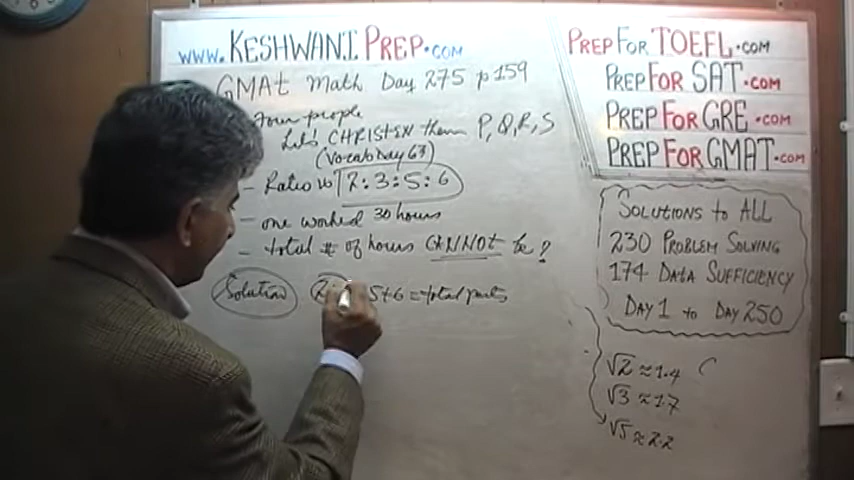 www.KESHWANI PREP.COM
GMAT Math Day 275 p 159
Four people
Let's CHRISTEN them P, Q, R, S
(Vocab Day 63)
- Ratio is 2:3:5:6
- one worked 30 hours
- total # of hours CANNOT be?
Solution 2 5+6 = total parts
PREP FOR TOEFL.COM
PREP FOR SAT.COM
PREP FOR GRE.COM
PREP FOR GMAT.COM
SOLUTIONS to ALL
230 PROBLEM SOLVING
174 DATA SUFFICIENCY
DAY 1 to DAY 250
√2 ≈ 1.4
√3 ≈ 1.7
√5 ≈ 2.2